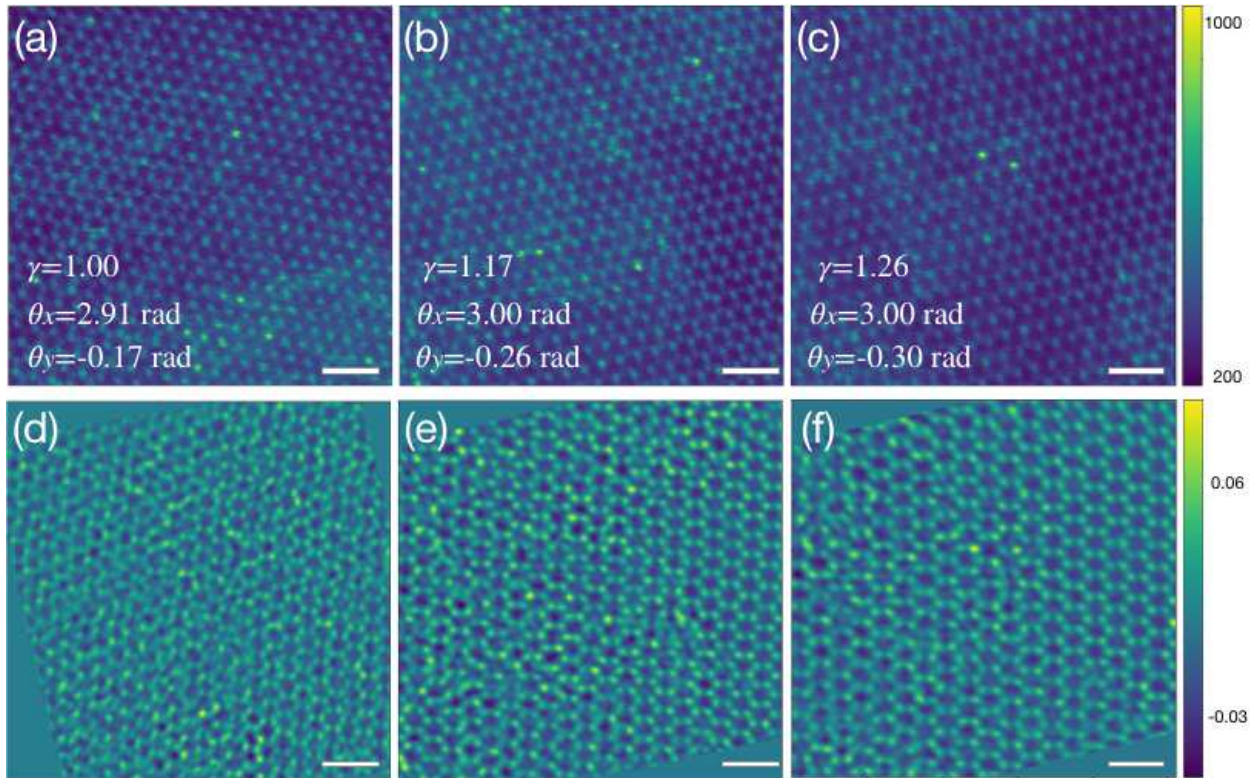 (a)
(b)
(c)
1000
γ=1.00
γ=1.17
γ=1.26
θx=2.91 rad
θx=3.00 rad
θx=3.00 rad
θy=-0.17 rad
θy=-0.26 rad
θy=-0.30 rad
200
(d)
(e)
(f)
0.06
-0.03